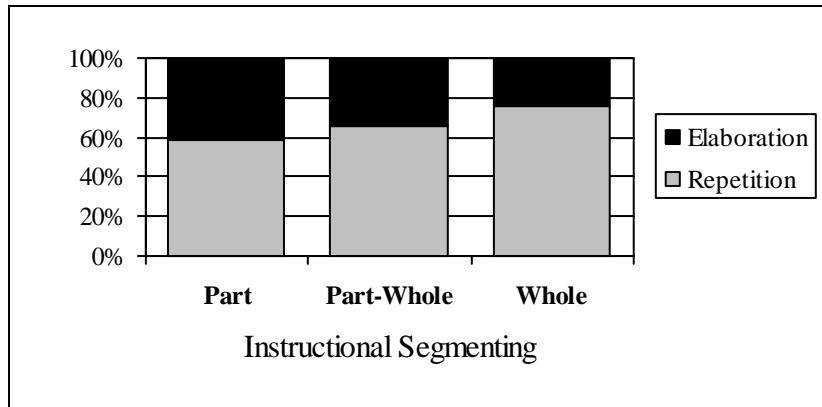 100%
80%
60%
40%
20%
0%
Part Part-Whole Whole
Instructional Segmenting
Elaboration
Repetition